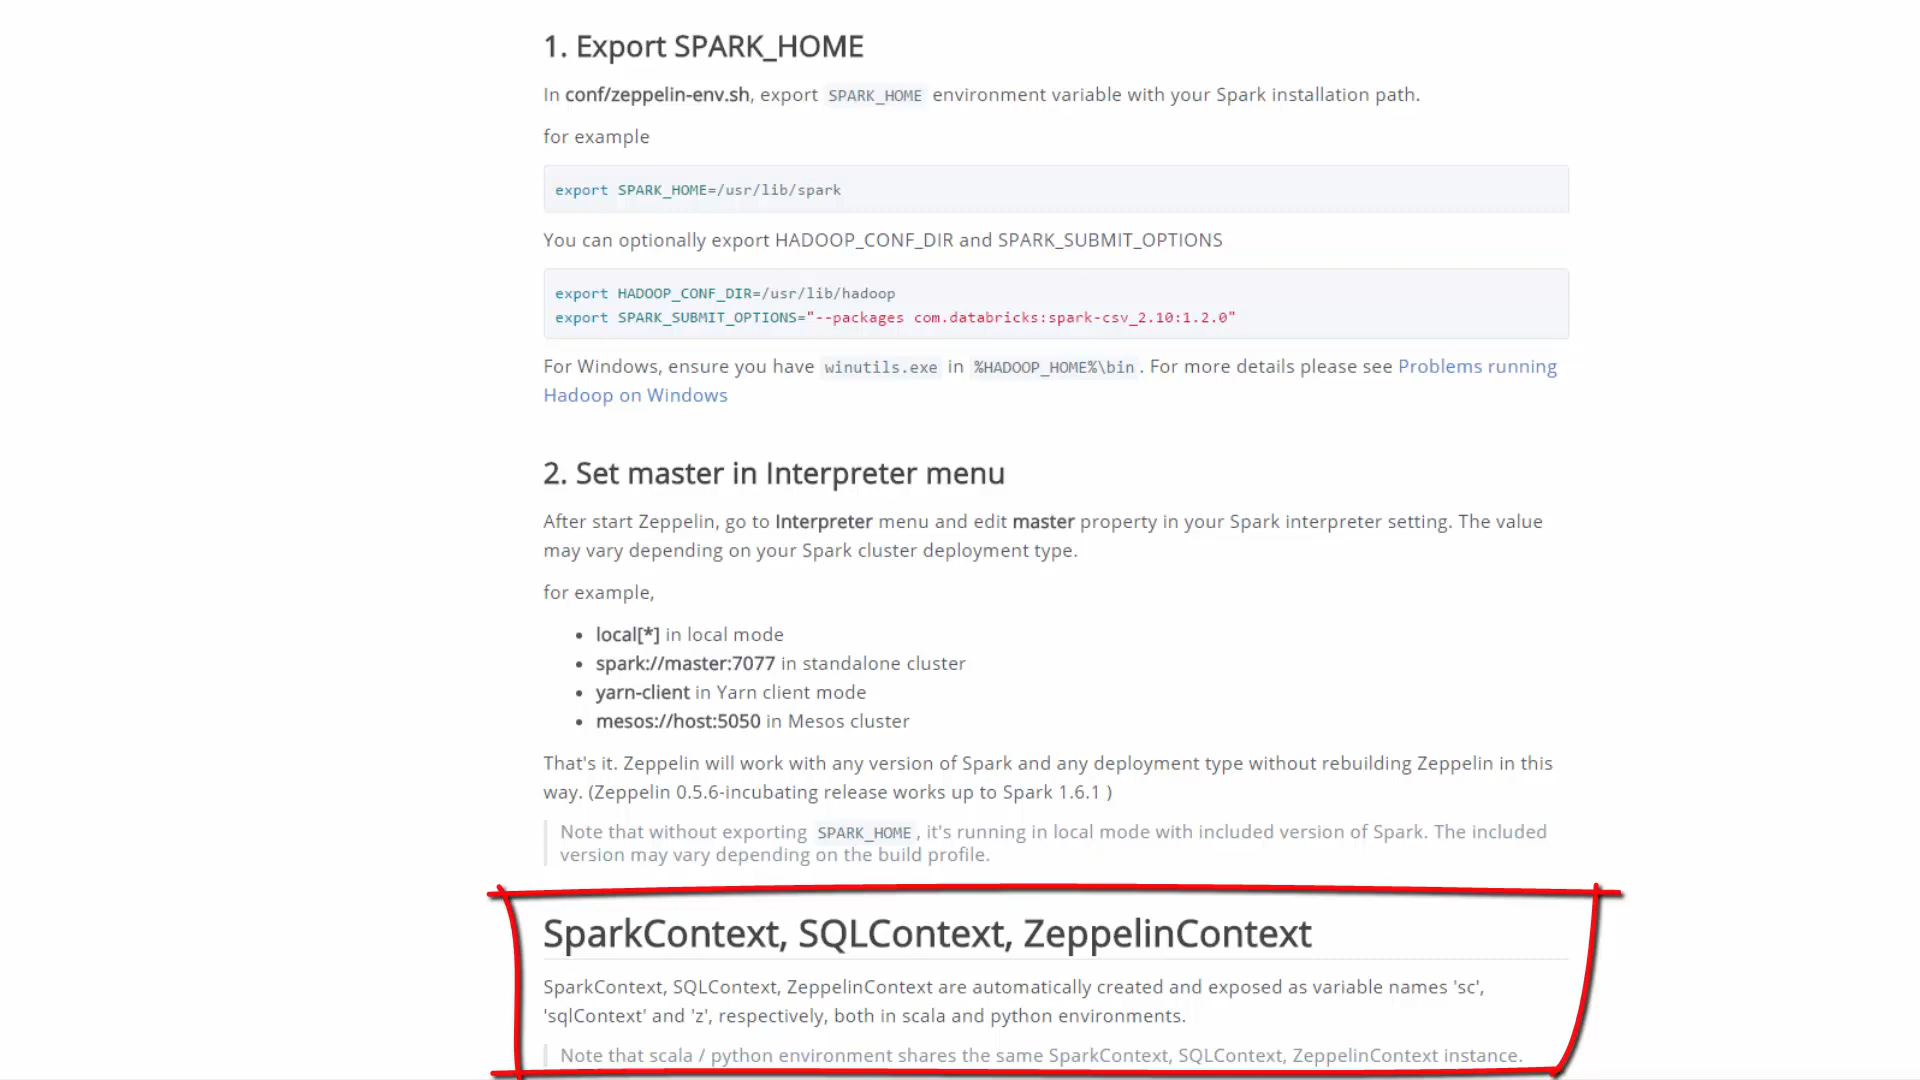 1. Export SPARK_HOME
In conf/zeppelin-env.sh, export SPARK_HOME environment variable with your Spark installation path.
for example
export SPARK_HOME=/usr/lib/spark
You can optionally export HADOOP_CONF_DIR and SPARK_SUBMIT_OPTIONS
export HADOOP_CONF_DIR=/usr/lib/hadoop
export SPARK_SUBMIT_OPTIONS="--packages com.databricks:spark-csv_2.10:1.2.0"
For Windows, ensure you have winutils.exe in %HADOOP_HOME%\bin. For more details please see Problems running
Hadoop on Windows
2. Set master in Interpreter menu
After start Zeppelin, go to Interpreter menu and edit master property in your Spark interpreter setting. The value
may vary depending on your Spark cluster deployment type.
for example,
• local[*] in local mode
• spark://master:7077 in standalone cluster
• yarn-client in Yarn client mode
• mesos://host:5050 in Mesos cluster
That's it. Zeppelin will work with any version of Spark and any deployment type without rebuilding Zeppelin in this
way. (Zeppelin 0.5.6-incubating release works up to Spark 1.6.1 )
Note that without exporting SPARK_HOME, it's running in local mode with included version of Spark. The included
version may vary depending on the build profile.
SparkContext, SQLContext, ZeppelinContext
SparkContext, SQLContext, ZeppelinContext are automatically created and exposed as variable names 'sc',
'sqlContext' and 'z', respectively, both in scala and python environments.
Note that scala / python environment shares the same SparkContext, SQLContext, ZeppelinContext instance.